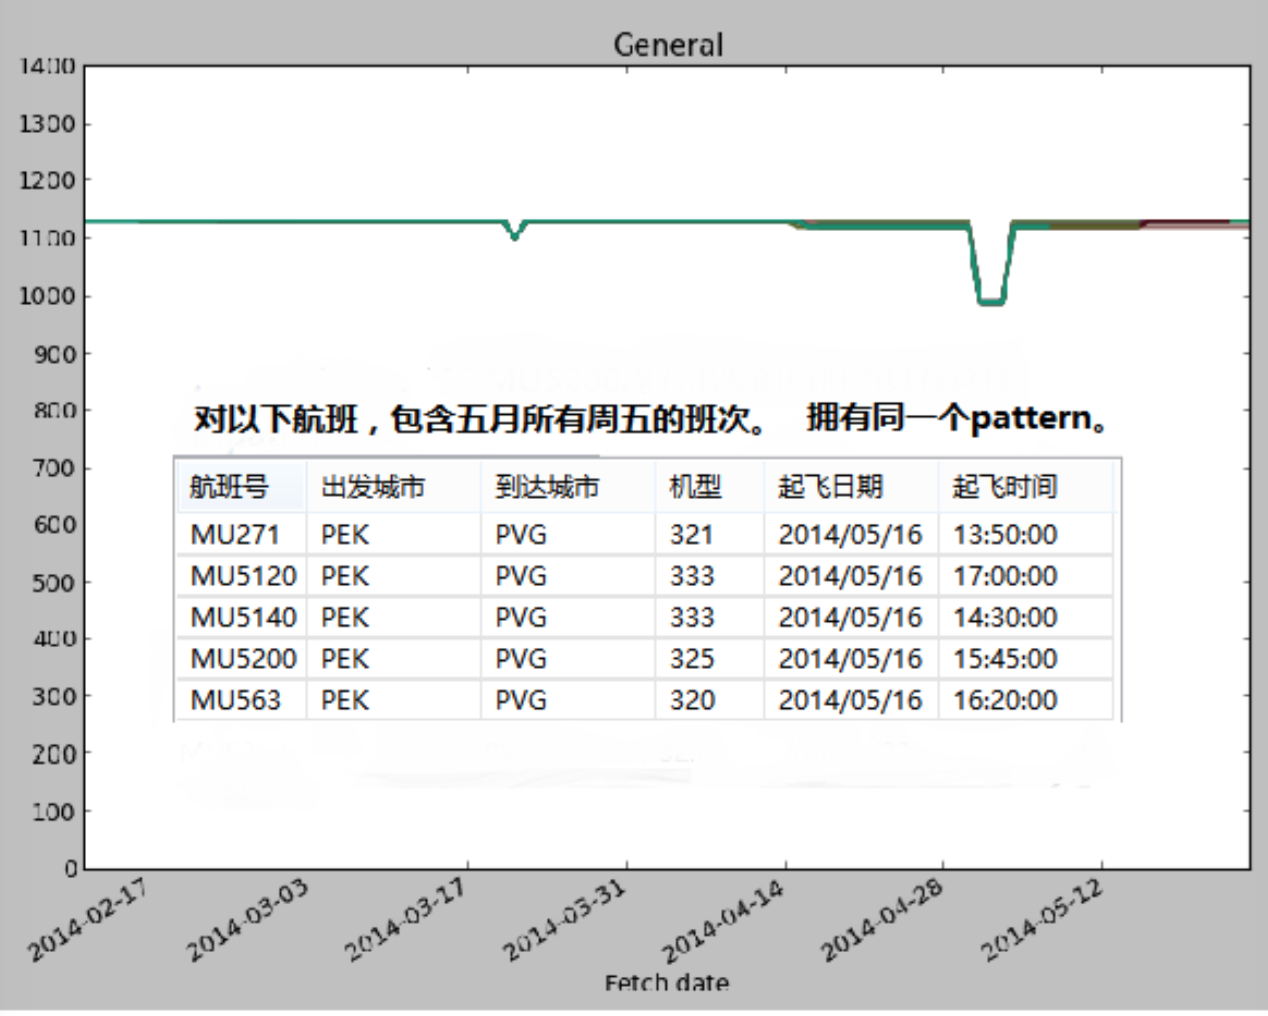 General
1400
1300
1200
1100
1000
900
800
对以下航班，包含五月所有周五的班次。 拥有同一个pattern。
700
航班号 出发城市 到达城市 机型 起飞日期 起飞时间
600
MU271 PEK PVG 321 2014/05/16 13:50:00
500
MU5120 PEK PVG 333 2014/05/16 17:00:00
400
MU5140 PEK PVG 333 2014/05/16 14:30:00
MU5200 PEK PVG 325 2014/05/16 15:45:00
300
MU563 PEK PVG 320 2014/05/16 16:20:00
200
100
0
2014-02-17 2014-03-03 2014-03-17 2014-03-31 2014-04-14 2014-04-28 2014-05-12
Fetch date